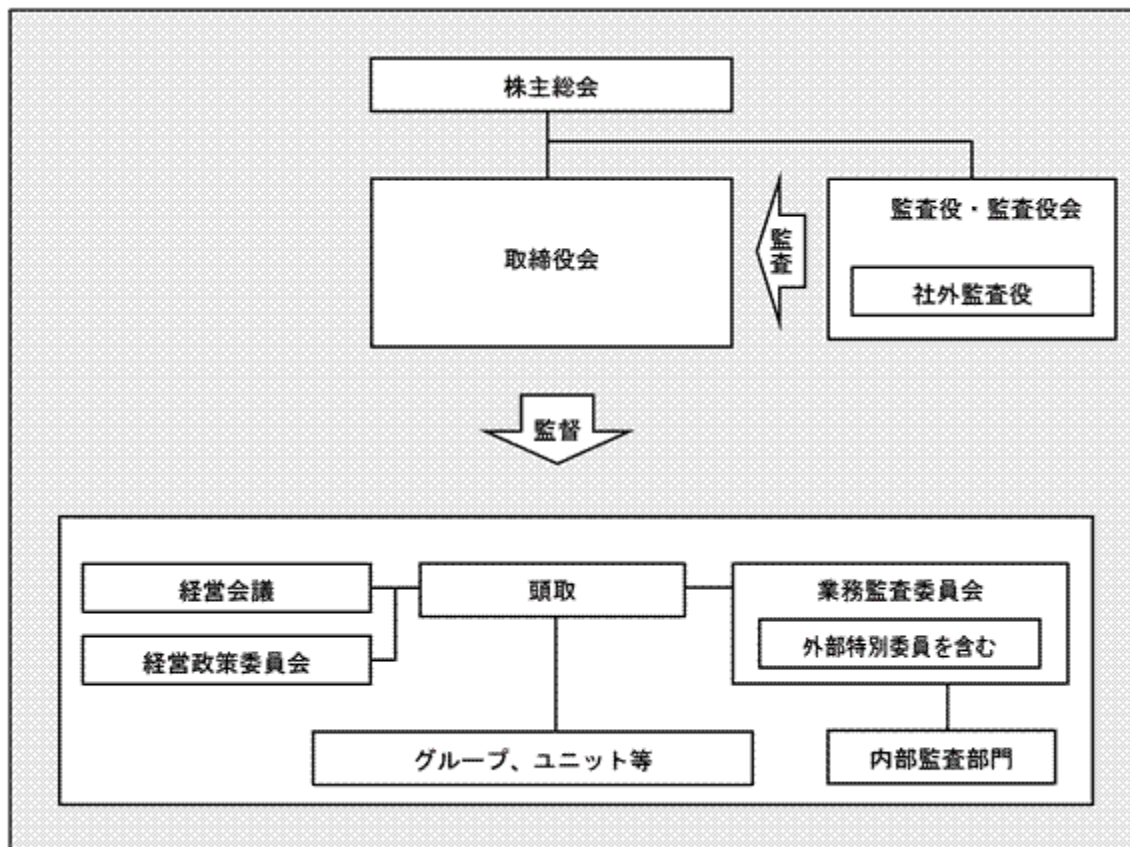 株主総会
取締役会
監査
監査役・監査役会
社外監査役
監督
経営会議
頭取
業務監査委員会
経営政策委員会
外部特別委員を含む
グループ、ユニット等
内部監査部門